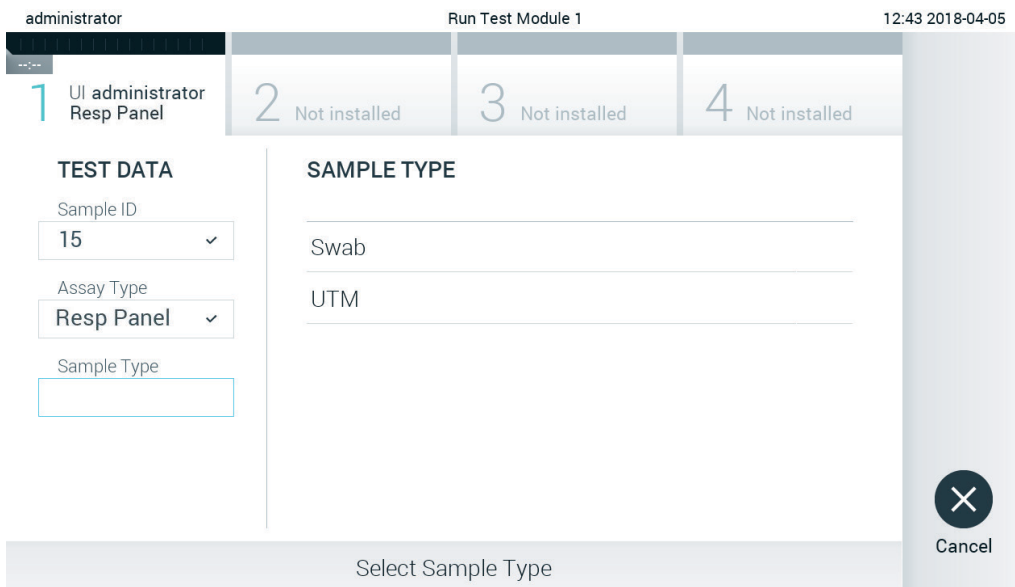 administrator Run Test Module 1 12:43 2018-04-05
--:--
1 UI administrator
Resp Panel
2 Not installed
3 Not installed
4 Not installed
TEST DATA
Sample ID
15
Assay Type
Resp Panel
Sample Type
SAMPLE TYPE
Swab
UTM
Cancel
Select Sample Type